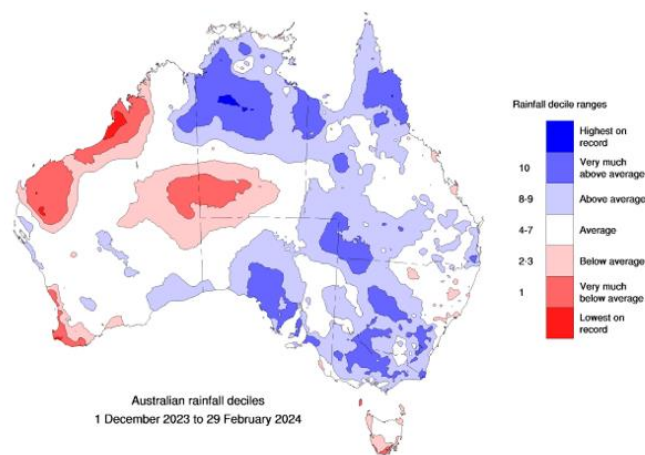 Rainfall decile ranges
Highest on
record
10
Very much
above average
8-9
Above average
4-7
Average
2-3
Below average
1
Very much
below average
Lowest on
record
Australian rainfall deciles
1 December 2023 to 29 February 2024